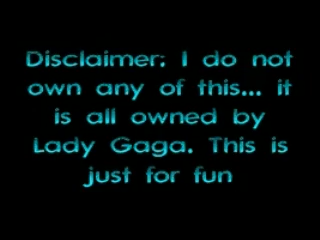 Disclaimer: I do not
own any of this... it
is all owned by
Lady Gaga. This is
just for fun